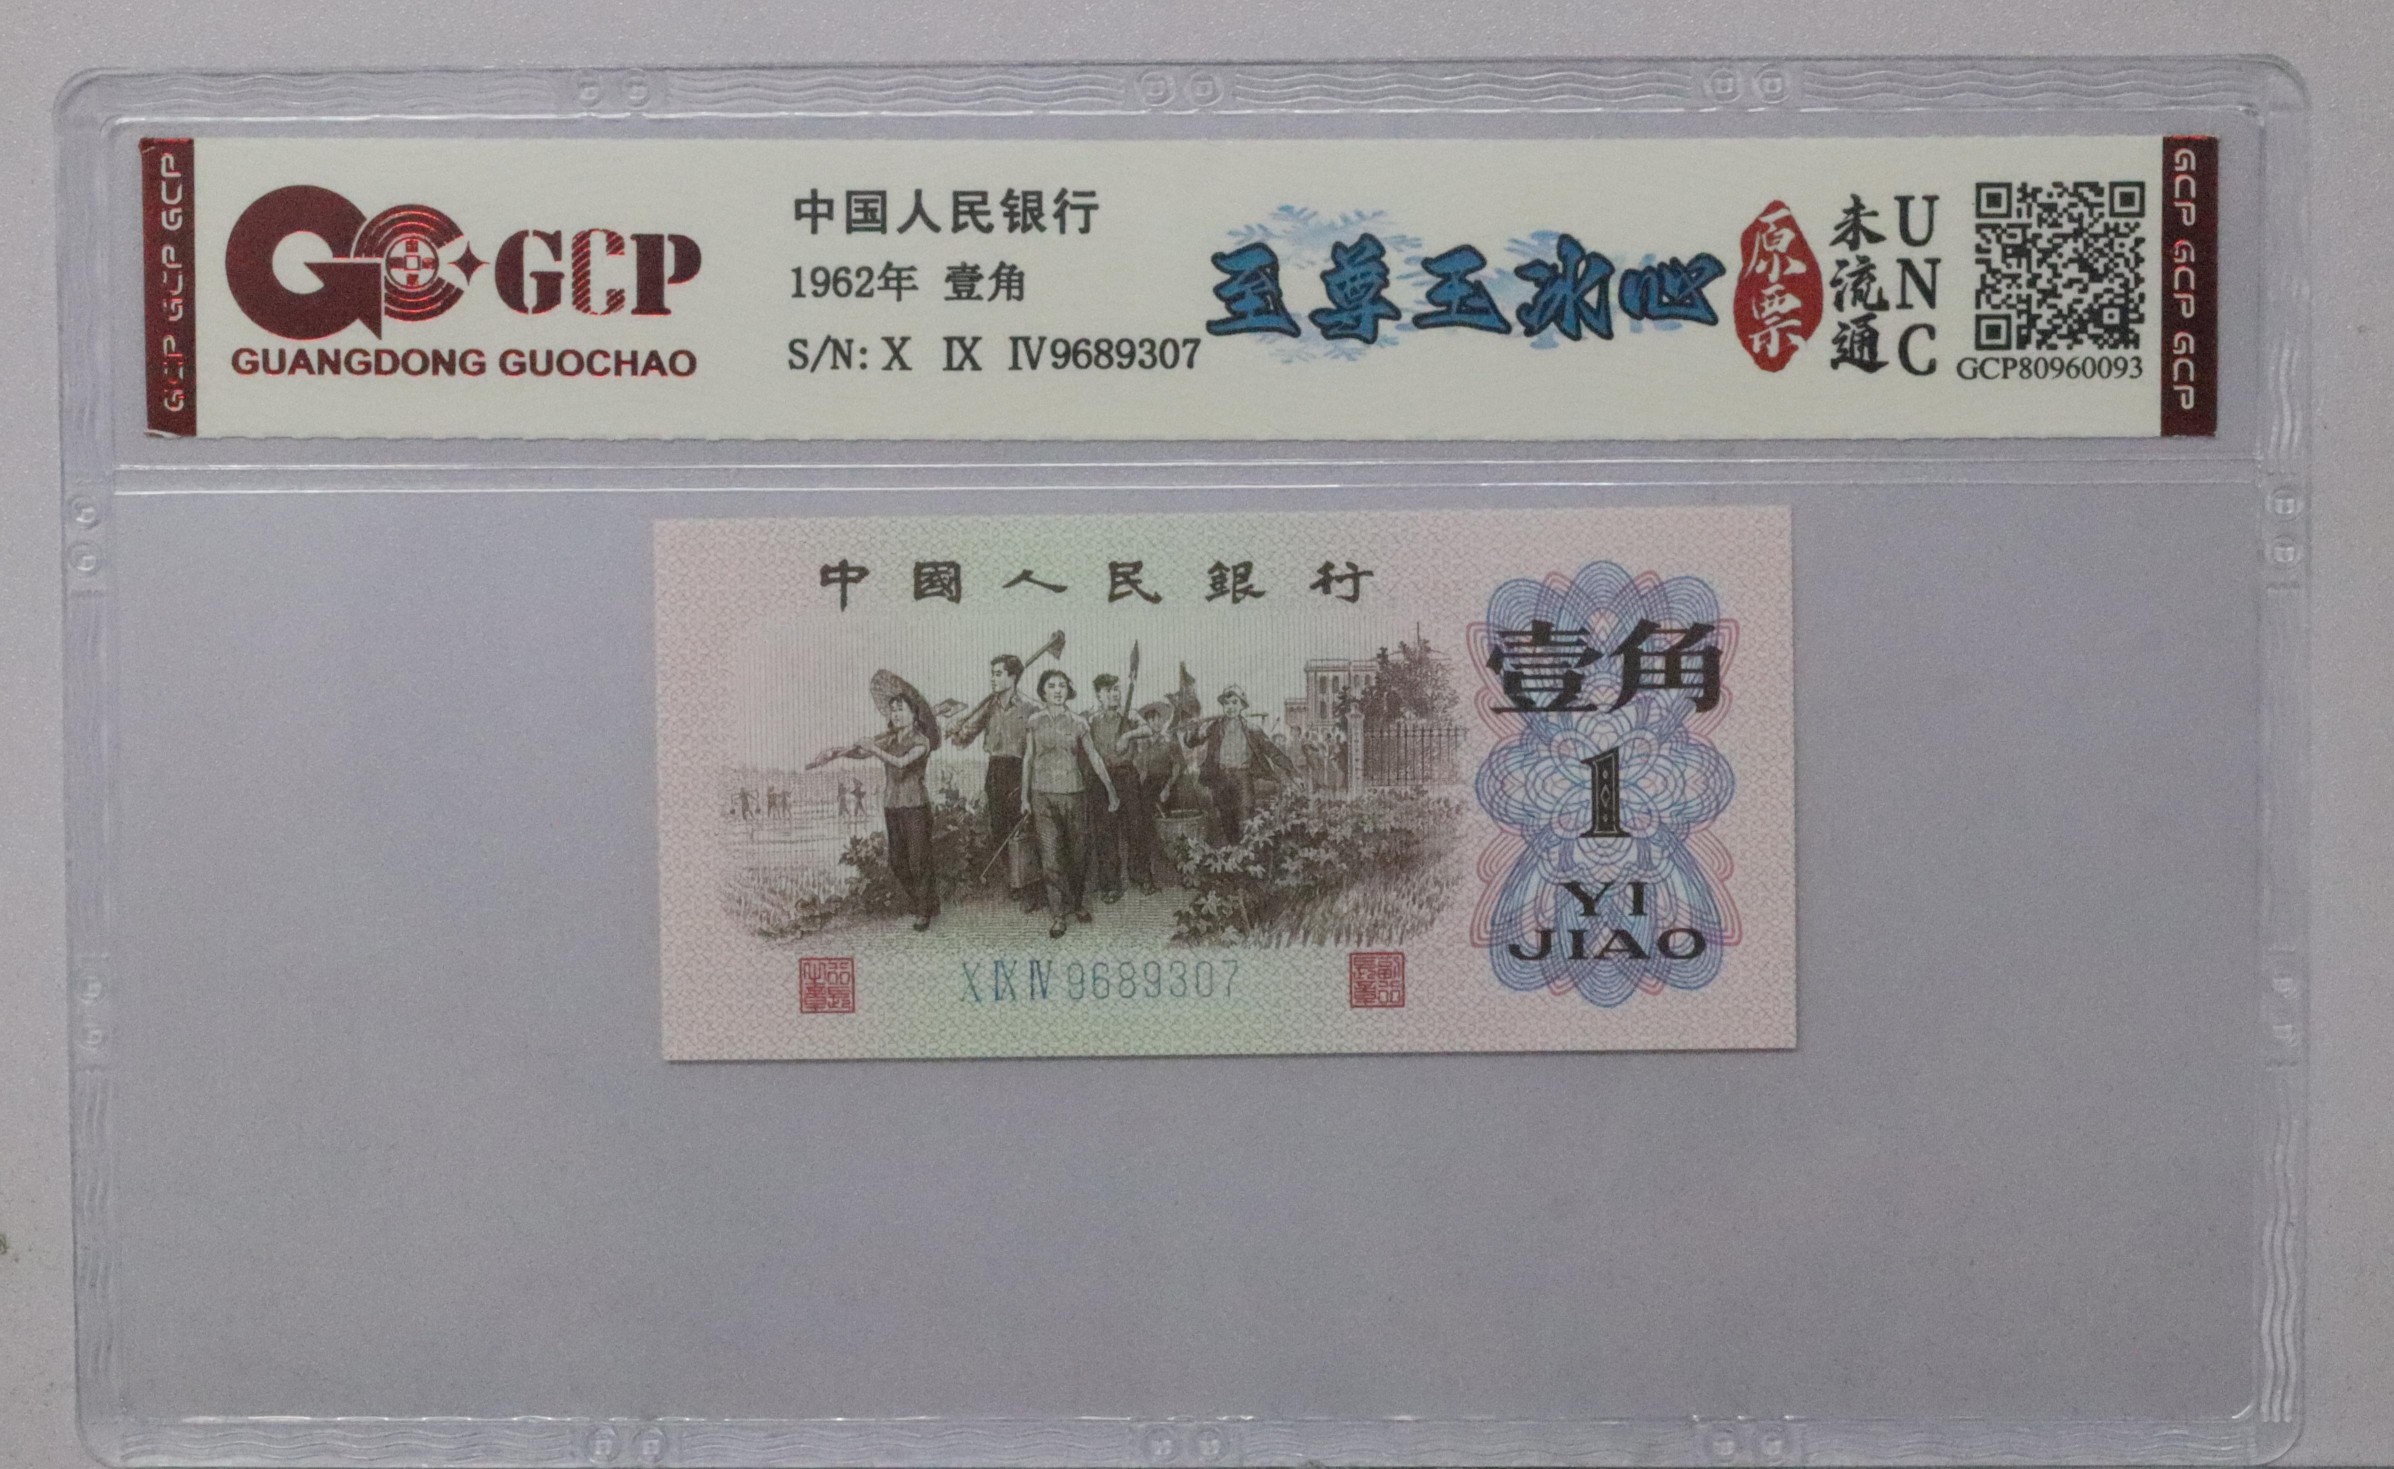 GCP GCP GCP
GCP
GUANGDONG GUOCHAO
中国人民银行
1962年 壹角
S/N: X IX IV9689307
至尊玉冰心
原票
未流通
UNC
GCP80960093
GCP GCP GCP
中國人民銀行
壹角
1
YI
JIAO
X IX IV 9689307